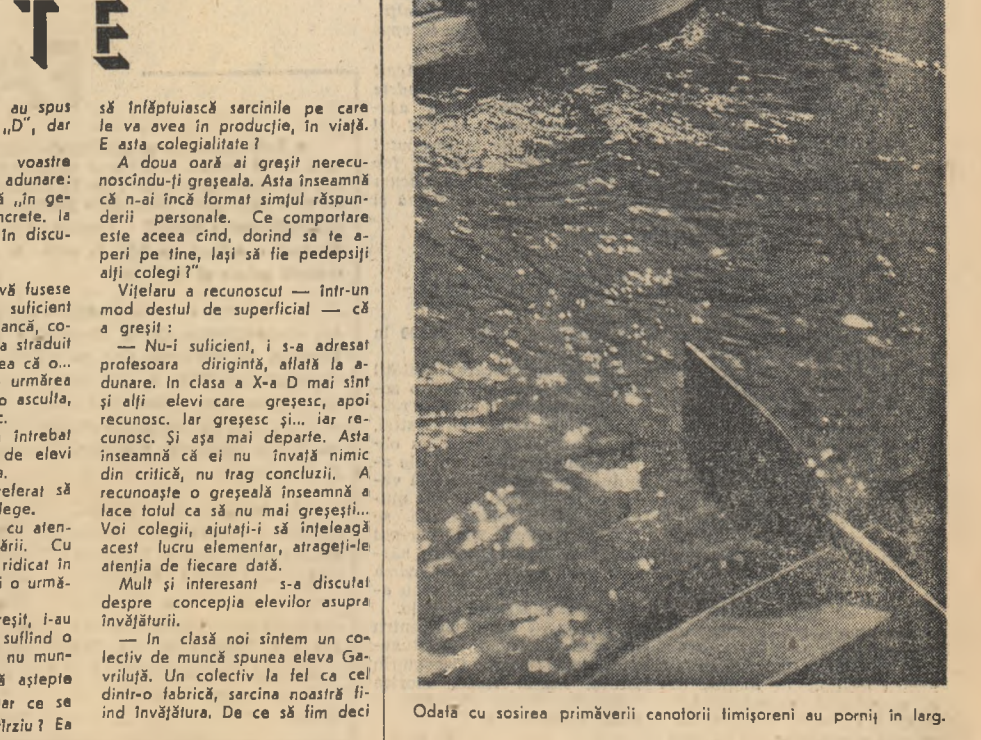 TE
au spus
„D", dar
voastre
adunare:
„în ge-
ncrete. la
în discu-
vă fusese
suficient
ancă, co-
a străduit
ea că o...
urmărea
o asculta,
întrebat
de elevi
referat să
lege.
cu aten-
ării. Cu
ridicat în
i o urmă-
reșit, i-au
suflînd o
nu mun-
ă aștepte
ar ce se
tîrziu ? Ea
să înfăptuiască sarcinile pe care
le va avea în producție, în viață.
E asta colegialitate ?
A doua oară ai greșit nerecu-
noscîndu-ți greșeala. Asta înseamnă
că n-ai încă format simțul răspun-
derii personale. Ce comportare
este aceea cînd, dorind sa te a-
peri pe tine, lași să fie pedepsiți
alți colegi ?"
Vițelaru a recunoscut — într-un
mod destul de superficial — că
a greșit :
— Nu-i suficient, i s-a adresat
profesoara dirigintă, aflată la a-
dunare. In clasa a X-a D mai sînt
și alți elevi care greșesc, apoi
recunosc. Iar greșesc și... iar re-
cunosc. Și așa mai departe. Asta
înseamnă că ei nu învață nimic
din critică, nu trag concluzii. A
recunoaște o greșeală înseamnă a
face totul ca să nu mai greșești...
Voi colegii, ajutați-i să înțeleagă
acest lucru elementar, atrageți-le
atenția de fiecare dată.
Mult și interesant s-a discutat
despre concepția elevilor asupra
învățăturii.
— In clasă noi sîntem un co-
lectiv de muncă spunea eleva Ga-
vriluță. Un colectiv la fel ca cel
dintr-o fabrică, sarcina noastră fi-
ind învățătura. De ce să fim deci
Odată cu sosirea primăverii canotorii timișoreni au pornit în larg.